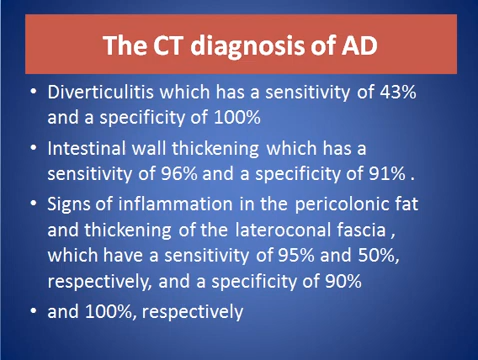 The CT diagnosis of AD
• Diverticulitis which has a sensitivity of 43%
and a specificity of 100%
• Intestinal wall thickening which has a
sensitivity of 96% and a specificity of 91% .
• Signs of inflammation in the pericolonic fat
and thickening of the lateroconal fascia ,
which have a sensitivity of 95% and 50%,
respectively, and a specificity of 90%
• and 100%, respectively